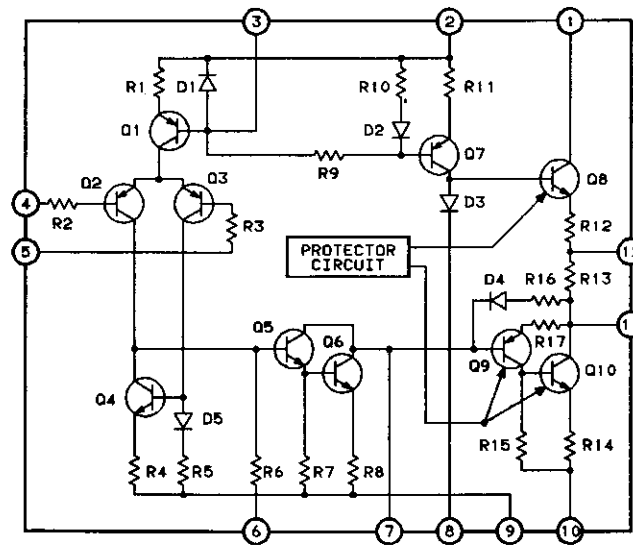 3 2 1
R1 D1 R10 R11
Q1 D2 Q7
R9
Q2 Q3 Q8
4 R2 R3 D3 R12
5 PROTECTOR
CIRCUIT
D4 R16 R13
Q5 Q6 R17
Q9 Q10
Q4 D5
R15 R14
R4 R5 R6 R7 R8
6 7 8 9 10